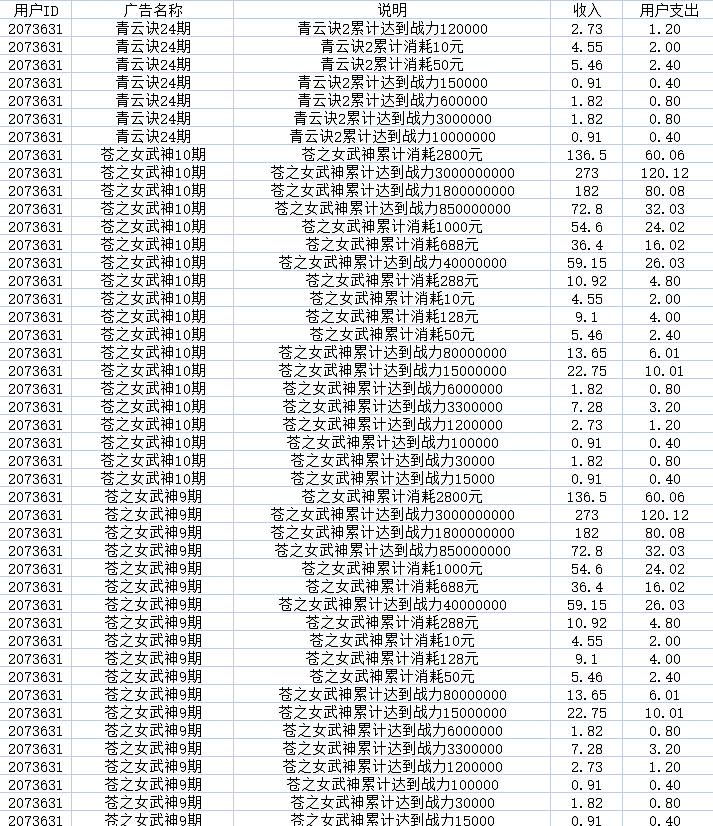 用户ID 广告名称 说明 收入 用户支出
2073631 青云诀24期 青云诀2累计达到战力120000 2.73 1.20
2073631 青云诀24期 青云诀2累计消耗10元 4.55 2.00
2073631 青云诀24期 青云诀2累计消耗50元 5.46 2.40
2073631 青云诀24期 青云诀2累计达到战力150000 0.91 0.40
2073631 青云诀24期 青云诀2累计达到战力600000 1.82 0.80
2073631 青云诀24期 青云诀2累计达到战力3000000 1.82 0.80
2073631 青云诀24期 青云诀2累计达到战力10000000 0.91 0.40
2073631 苍之女武神10期 苍之女武神累计消耗2800元 136.5 60.06
2073631 苍之女武神10期 苍之女武神累计达到战力3000000000 273 120.12
2073631 苍之女武神10期 苍之女武神累计达到战力1800000000 182 80.08
2073631 苍之女武神10期 苍之女武神累计达到战力850000000 72.8 32.03
2073631 苍之女武神10期 苍之女武神累计消耗1000元 54.6 24.02
2073631 苍之女武神10期 苍之女武神累计消耗688元 36.4 16.02
2073631 苍之女武神10期 苍之女武神累计达到战力40000000 59.15 26.03
2073631 苍之女武神10期 苍之女武神累计消耗288元 10.92 4.80
2073631 苍之女武神10期 苍之女武神累计消耗10元 4.55 2.00
2073631 苍之女武神10期 苍之女武神累计消耗128元 9.1 4.00
2073631 苍之女武神10期 苍之女武神累计消耗50元 5.46 2.40
2073631 苍之女武神10期 苍之女武神累计达到战力80000000 13.65 6.01
2073631 苍之女武神10期 苍之女武神累计达到战力15000000 22.75 10.01
2073631 苍之女武神10期 苍之女武神累计达到战力6000000 1.82 0.80
2073631 苍之女武神10期 苍之女武神累计达到战力3300000 7.28 3.20
2073631 苍之女武神10期 苍之女武神累计达到战力1200000 2.73 1.20
2073631 苍之女武神10期 苍之女武神累计达到战力100000 0.91 0.40
2073631 苍之女武神10期 苍之女武神累计达到战力30000 1.82 0.80
2073631 苍之女武神10期 苍之女武神累计达到战力15000 0.91 0.40
2073631 苍之女武神9期 苍之女武神累计消耗2800元 136.5 60.06
2073631 苍之女武神9期 苍之女武神累计达到战力3000000000 273 120.12
2073631 苍之女武神9期 苍之女武神累计达到战力1800000000 182 80.08
2073631 苍之女武神9期 苍之女武神累计达到战力850000000 72.8 32.03
2073631 苍之女武神9期 苍之女武神累计消耗1000元 54.6 24.02
2073631 苍之女武神9期 苍之女武神累计消耗688元 36.4 16.02
2073631 苍之女武神9期 苍之女武神累计达到战力40000000 59.15 26.03
2073631 苍之女武神9期 苍之女武神累计消耗288元 10.92 4.80
2073631 苍之女武神9期 苍之女武神累计消耗10元 4.55 2.00
2073631 苍之女武神9期 苍之女武神累计消耗128元 9.1 4.00
2073631 苍之女武神9期 苍之女武神累计消耗50元 5.46 2.40
2073631 苍之女武神9期 苍之女武神累计达到战力80000000 13.65 6.01
2073631 苍之女武神9期 苍之女武神累计达到战力15000000 22.75 10.01
2073631 苍之女武神9期 苍之女武神累计达到战力6000000 1.82 0.80
2073631 苍之女武神9期 苍之女武神累计达到战力3300000 7.28 3.20
2073631 苍之女武神9期 苍之女武神累计达到战力1200000 2.73 1.20
2073631 苍之女武神9期 苍之女武神累计达到战力100000 0.91 0.40
2073631 苍之女武神9期 苍之女武神累计达到战力30000 1.82 0.80
2073631 苍之女武神9期 苍之女武神累计达到战力15000 0.91 0.40